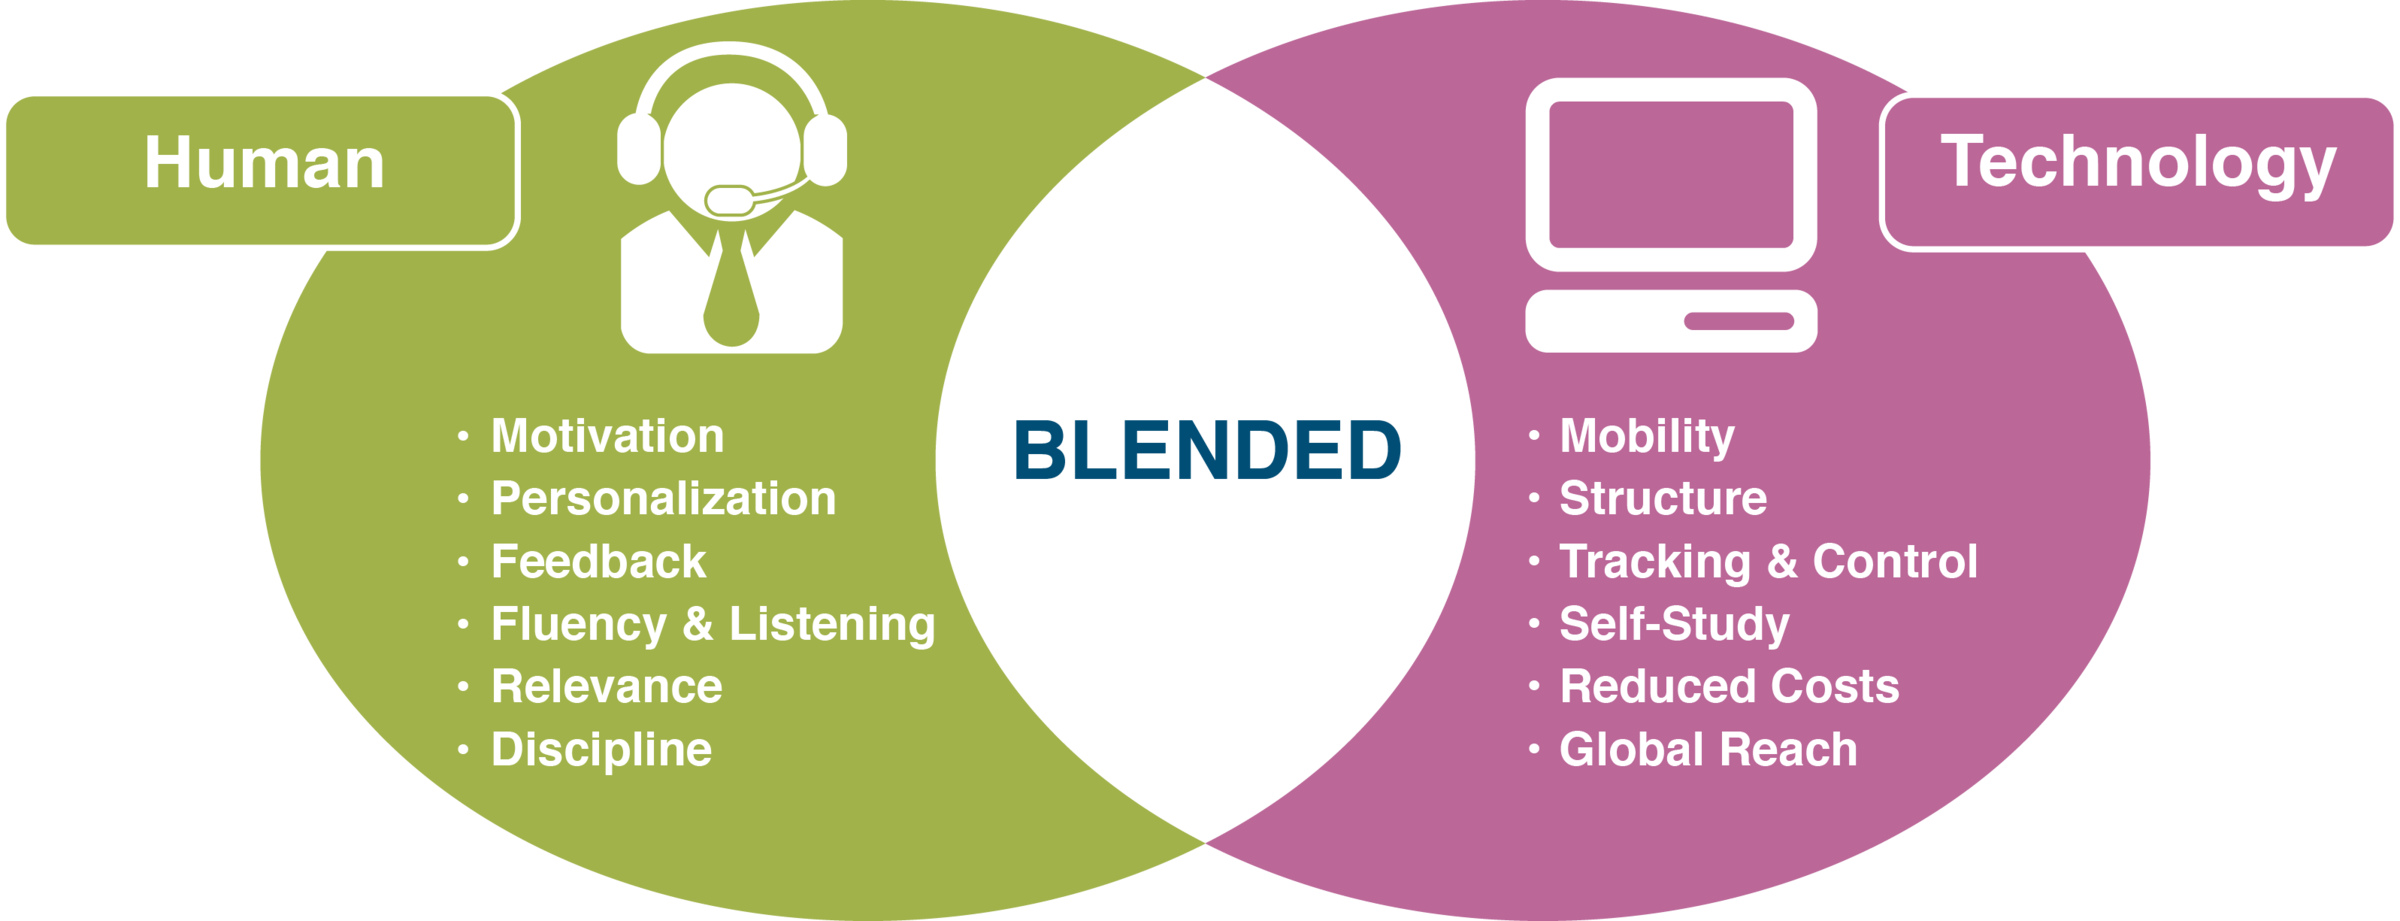 Human
• Motivation
• Personalization
• Feedback
• Fluency & Listening
• Relevance
• Discipline
BLENDED
Technology
• Mobility
• Structure
• Tracking & Control
• Self-Study
• Reduced Costs
• Global Reach